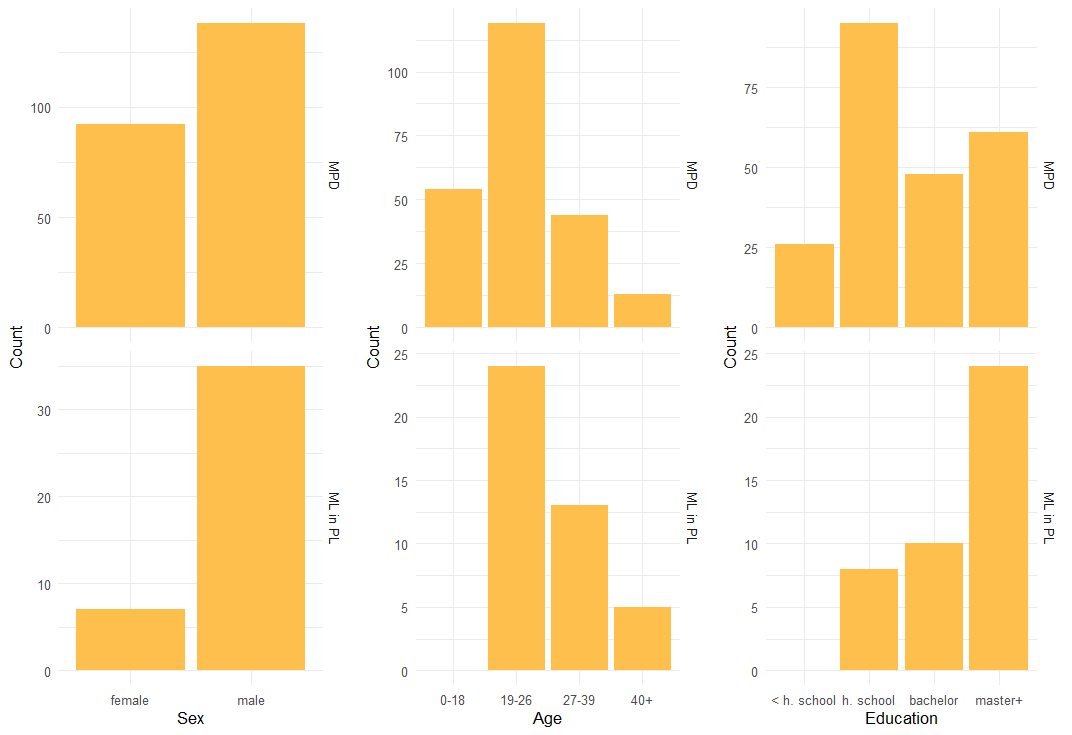 Count
100
50
0
MPD
30
20
10
0
ML in PL
female male
Sex
Count
100
75
50
25
0
MPD
25
20
15
10
5
0
ML in PL
0-18 19-26 27-39 40+
Age
Count
75
50
25
0
MPD
25
20
15
10
5
0
ML in PL
< h. school h. school bachelor master+
Education